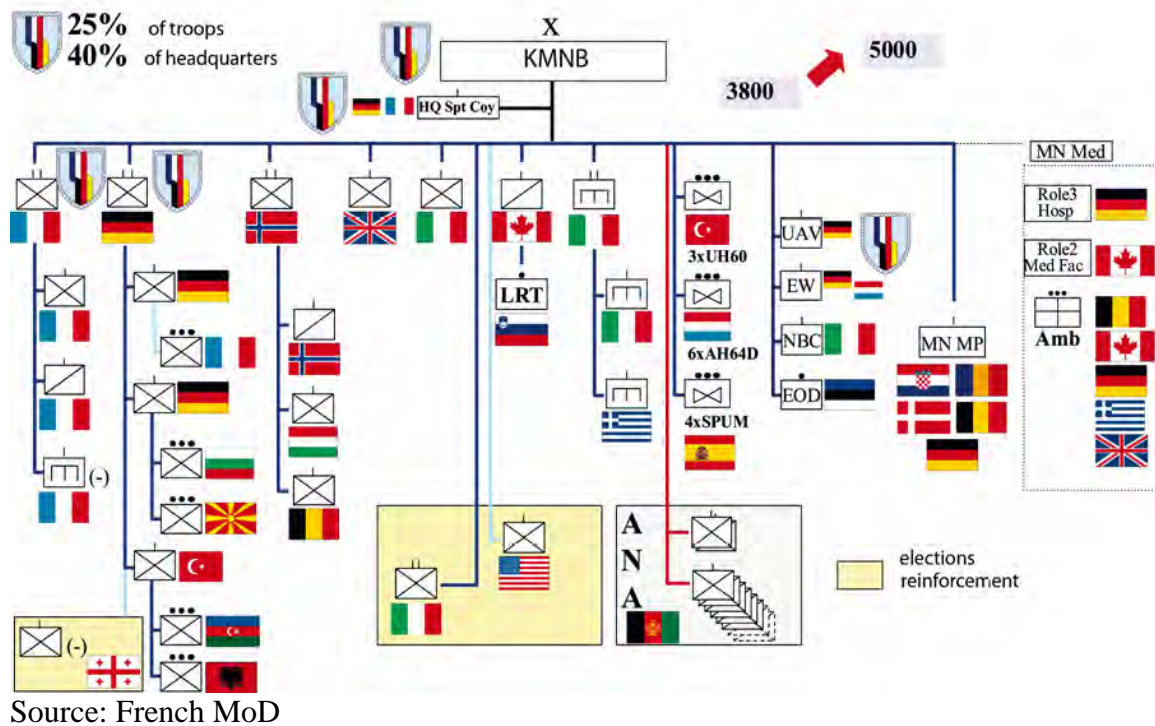 25% of troops
40% of headquarters
X
KMNB
3800
5000
HQ Spt Coy
MN Med
Role3
Hosp
Role2
Med Fac
Amb
UAV
EW
NBC
EOD
MN MP
LRT
3xUH60
6xAH64D
4xSPUM
(-)
(-)
A
N
A
elections
reinforcement
Source: French MoD